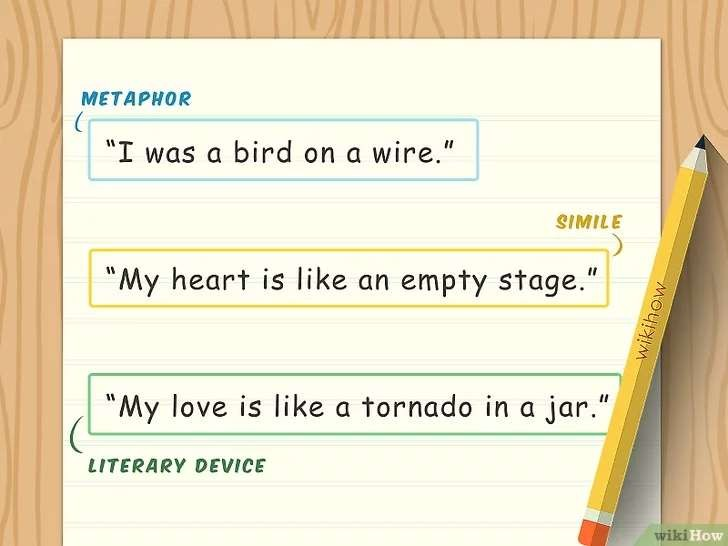 METAPHOR
“I was a bird on a wire.”
SIMILE
“My heart is like an empty stage.”
wikihow
“My love is like a tornado in a jar.”
LITERARY DEVICE
wikiHow